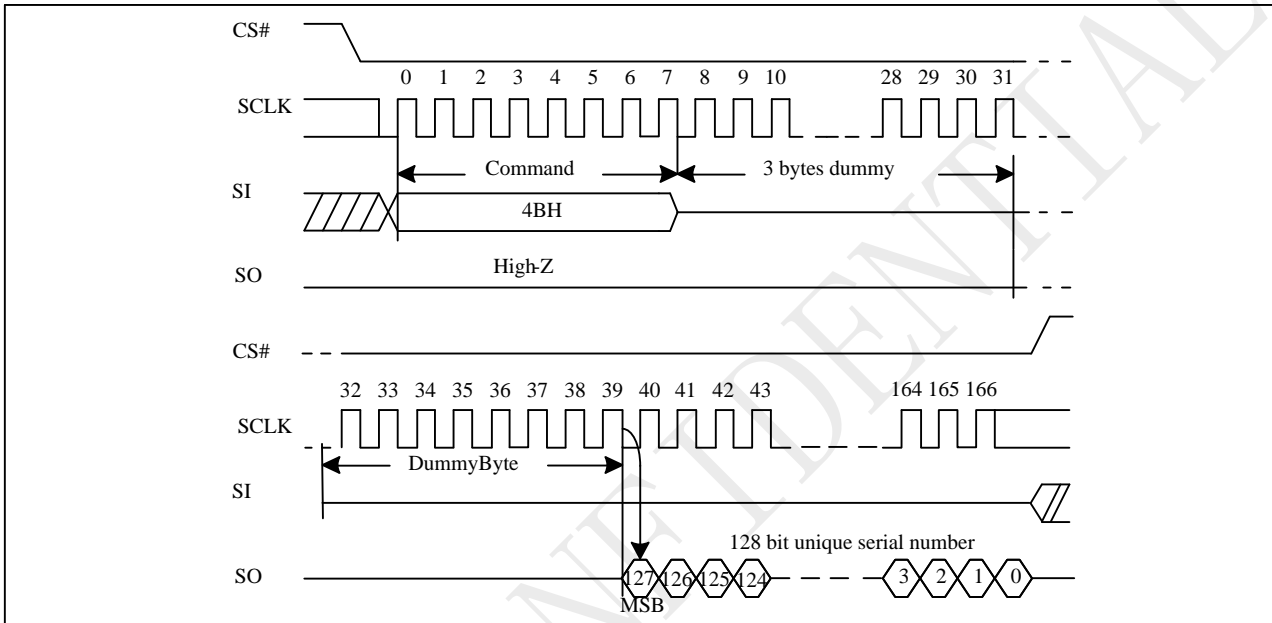 CS#
0 1 2 3 4 5 6 7 8 9 10 28 29 30 31
SCLK
Command 3 bytes dummy
SI
4BH
High-Z
SO
CS#
32 33 34 35 36 37 38 39 40 41 42 43 164 165 166
SCLK
DummyByte
SI
128 bit unique serial number
SO
127 126 125 124 3 2 1 0
MSB